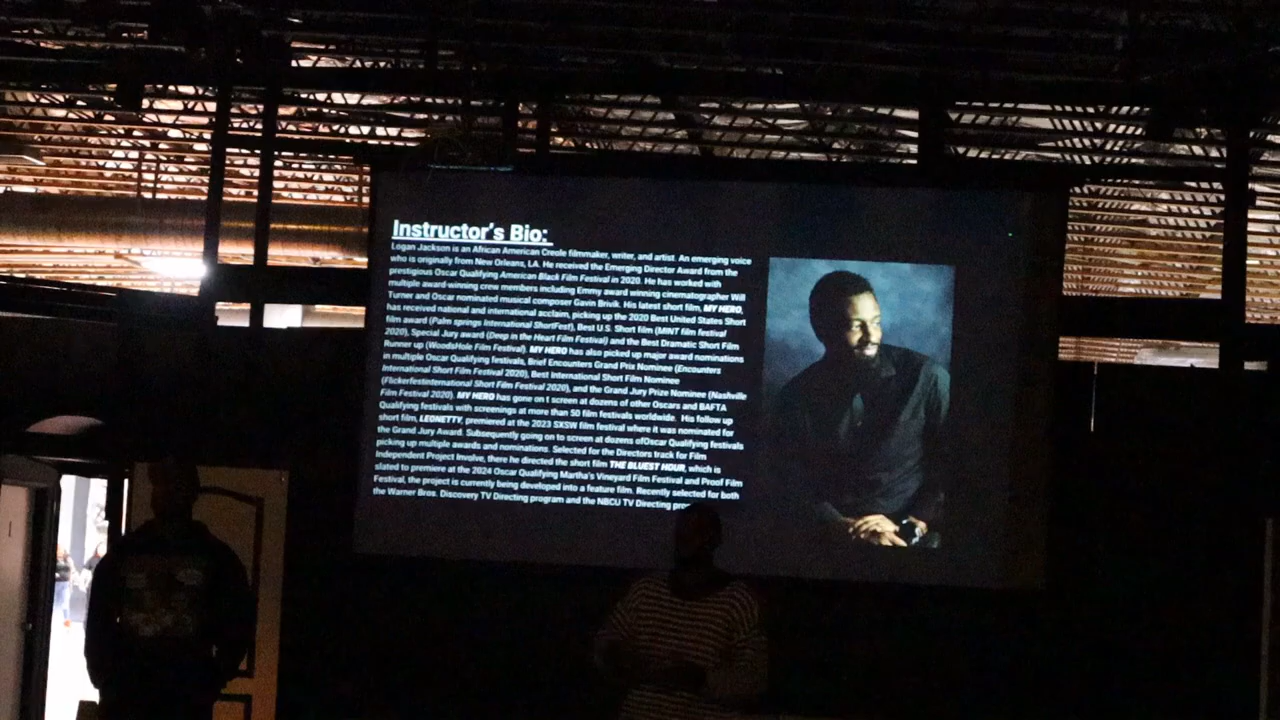 Instructor's Bio:
Logan Jackson is an African American Creole filmmaker, writer, and artist. An emerging voice
who is originally from New Orleans, LA. He received the Emerging Director Award from the
prestigious Oscar Qualifying American Black Film Festival in 2020. He has worked with
multiple award-winning crew members including Emmy award winning cinematographer Will
Turner and Oscar nominated musical composer Gavin Brivik. His latest short film, MY HERO,
has received national and international acclaim, picking up the 2020 Best United States Short
film award (Palm springs International ShortFest), Best U.S. Short film (MINT film festival
2020), Special Jury award (Deep in the Heart Film Festival) and the Best Dramatic Short Film
Runner up (WoodsHole Film Festival). MY HERO has also picked up major award nominations
in multiple Oscar Qualifying festivals, Brief Encounters Grand Prix Nominee (Encounters
International Short Film Festival 2020), Best International Short Film Nominee
(FlickerfestInternational Short Film Festival 2020), and the Grand Jury Prize Nominee (Nashville
Film Festival 2020). MY HERO has gone on t screen at dozens of other Oscars and BAFTA
Qualifying festivals with screenings at more than 50 film festivals worldwide. His follow up
short film, LEONETTY, premiered at the 2023 SXSW film festival where it was nominated for
the Grand Jury Award. Subsequently going on to screen at dozens ofOscar Qualifying festivals
picking up multiple awards and nominations. Selected for the Directors track for Film
Independent Project Involve, there he directed the short film THE BLUEST HOUR, which is
slated to premiere at the 2024 Oscar Qualifying Martha's Vineyard Film Festival and Proof Film
Festival, the project is currently being developed into a feature film. Recently selected for both
the Warner Bros. Discovery TV Directing program and the NBCU TV Directing